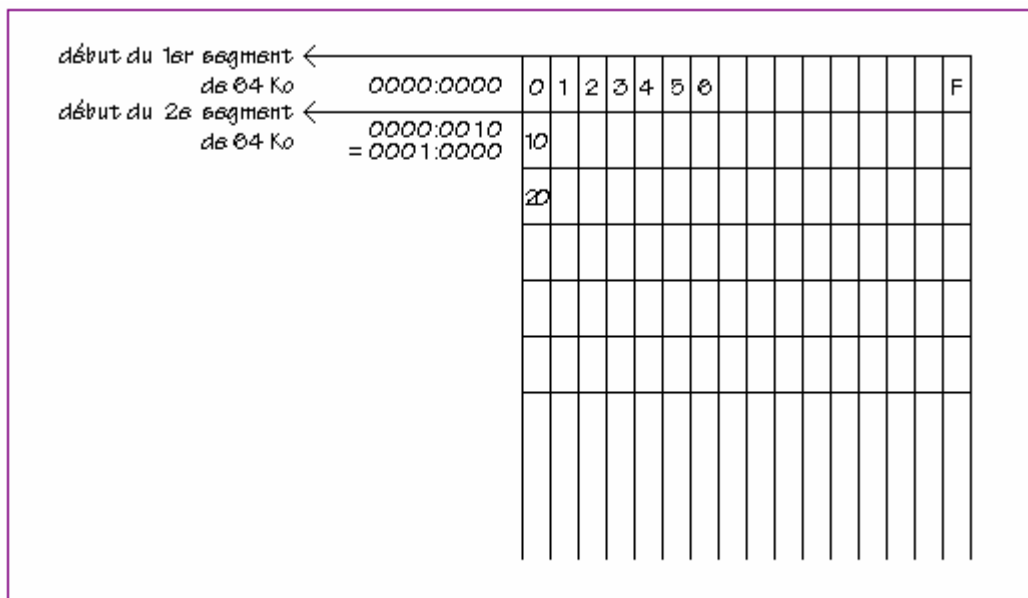 début du 1er segment
de 64 Ko 0000:0000 0 1 2 3 4 5 6 F
début du 2e segment
de 64 Ko 0000:0010
= 0001:0000 10
20